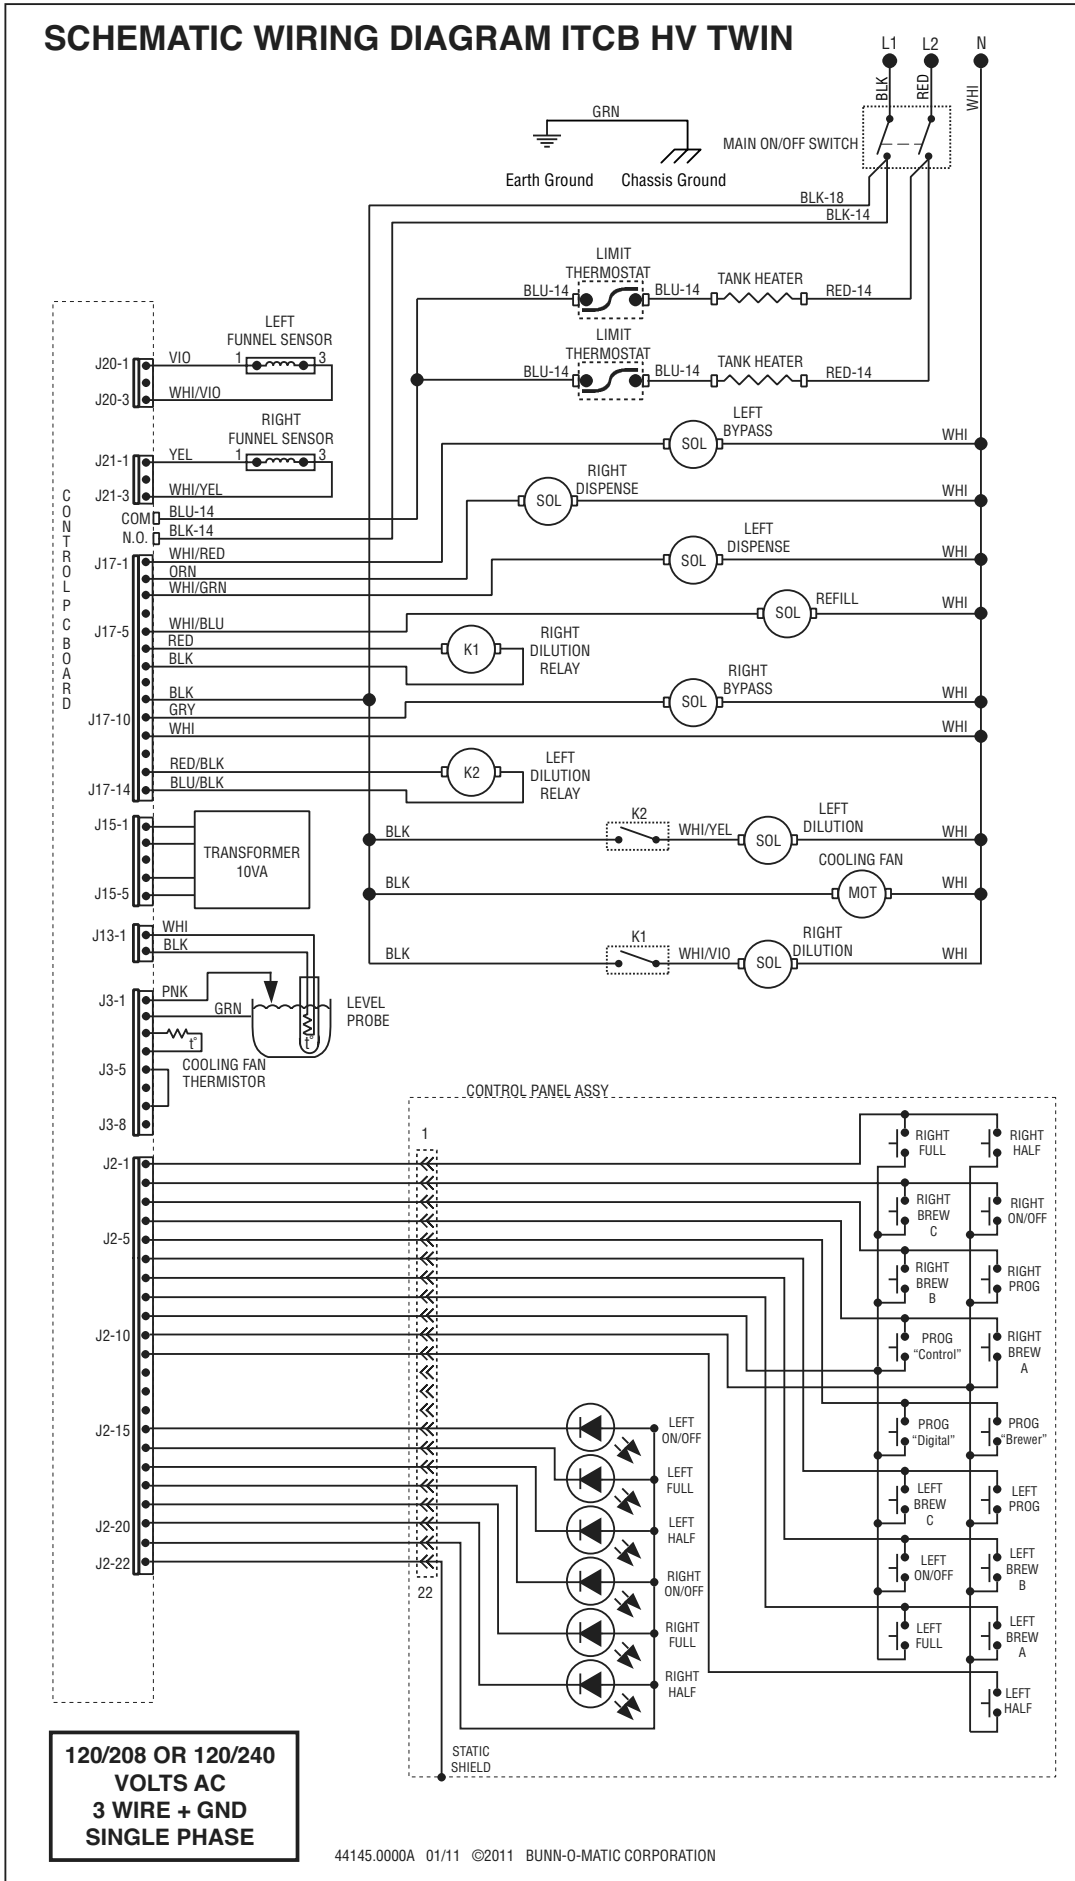 SCHEMATIC WIRING DIAGRAM ITCB HV TWIN
L1
L2
N
BLK
RED
WHI
GRN
MAIN ON/OFF SWITCH
Earth Ground
Chassis Ground
BLK-18
BLK-14
LIMIT
THERMOSTAT
BLU-14
BLU-14
TANK HEATER
RED-14
LIMIT
THERMOSTAT
BLU-14
BLU-14
TANK HEATER
RED-14
CONTROL PC BOARD
LEFT
FUNNEL SENSOR
J20-1
VIO
1
3
J20-3
WHI/VIO
RIGHT
FUNNEL SENSOR
J21-1
YEL
1
3
J21-3
WHI/YEL
COM
BLU-14
N.O.
BLK-14
LEFT
BYPASS
SOL
WHI
RIGHT
DISPENSE
SOL
WHI
LEFT
DISPENSE
SOL
WHI
J17-1
WHI/RED
ORN
WHI/GRN
J17-5
WHI/BLU
SOL
REFILL
WHI
RED
BLK
K1
RIGHT
DILUTION
RELAY
BLK
J17-10
GRY
RIGHT
BYPASS
SOL
WHI
WHI
WHI
RED/BLK
J17-14
BLU/BLK
K2
LEFT
DILUTION
RELAY
J15-1
J15-5
TRANSFORMER
10VA
BLK
K2
WHI/YEL
SOL
LEFT
DILUTION
WHI
BLK
COOLING FAN
MOT
WHI
BLK
K1
WHI/VIO
SOL
RIGHT
DILUTION
WHI
J13-1
WHI
BLK
J3-1
PNK
GRN
t°
t°
LEVEL
PROBE
J3-5
COOLING FAN
THERMISTOR
J3-8
CONTROL PANEL ASSY
1
22
J2-1
J2-5
J2-10
J2-15
J2-20
J2-22
RIGHT
FULL
RIGHT
HALF
RIGHT
BREW
C
RIGHT
ON/OFF
RIGHT
BREW
B
RIGHT
PROG
PROG
“Control”
RIGHT
BREW
A
PROG
“Digital”
PROG
“Brewer”
LEFT
BREW
C
LEFT
PROG
LEFT
ON/OFF
LEFT
BREW
B
LEFT
FULL
LEFT
BREW
A
LEFT
HALF
LEFT
ON/OFF
LEFT
FULL
LEFT
HALF
RIGHT
ON/OFF
RIGHT
FULL
RIGHT
HALF
STATIC
SHIELD
120/208 OR 120/240
VOLTS AC
3 WIRE + GND
SINGLE PHASE
44145.0000A 01/11 ©2011 BUNN-O-MATIC CORPORATION